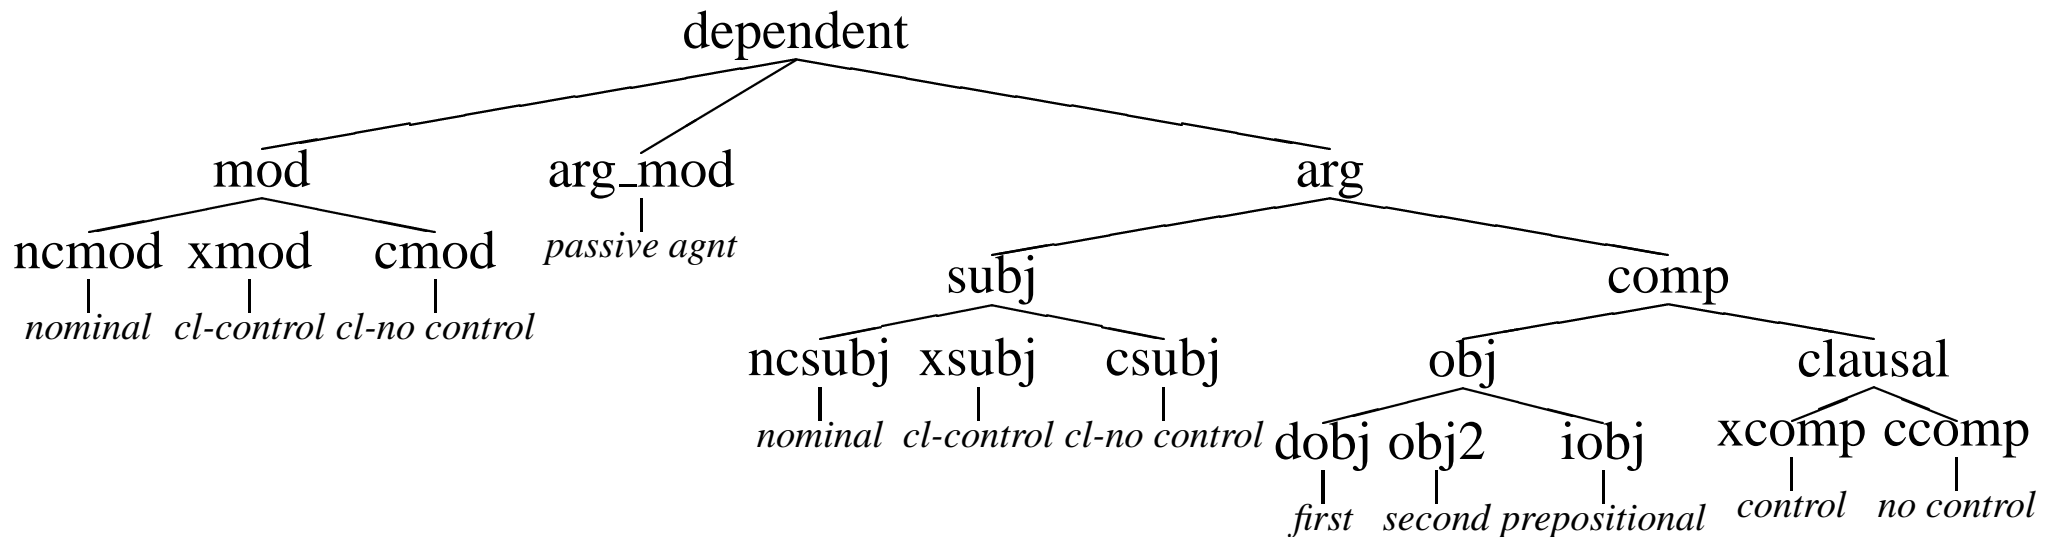 dependent
mod arg_mod arg
ncmod xmod cmod passive agnt subj comp
nominal cl-control cl-no control ncsubj xsubj csubj obj clausal
nominal cl-control cl-no control dobj obj2 iobj xcomp ccomp
first second prepositional control no control